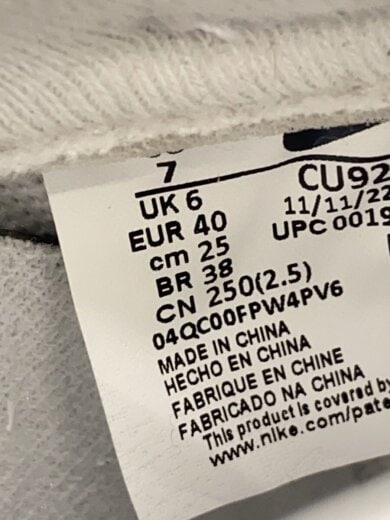 7
UK 6
EUR 40
cm 25
BR 38
CN 250(2.5)
04QC00FPW4PV6
MADE IN CHINA
HECHO EN CHINA
FABRIQUE EN CHINE
FABRICADO NA CHINA
This product is covered by
www.nike.com/pate
CU92
11/11/22
UPC 0019